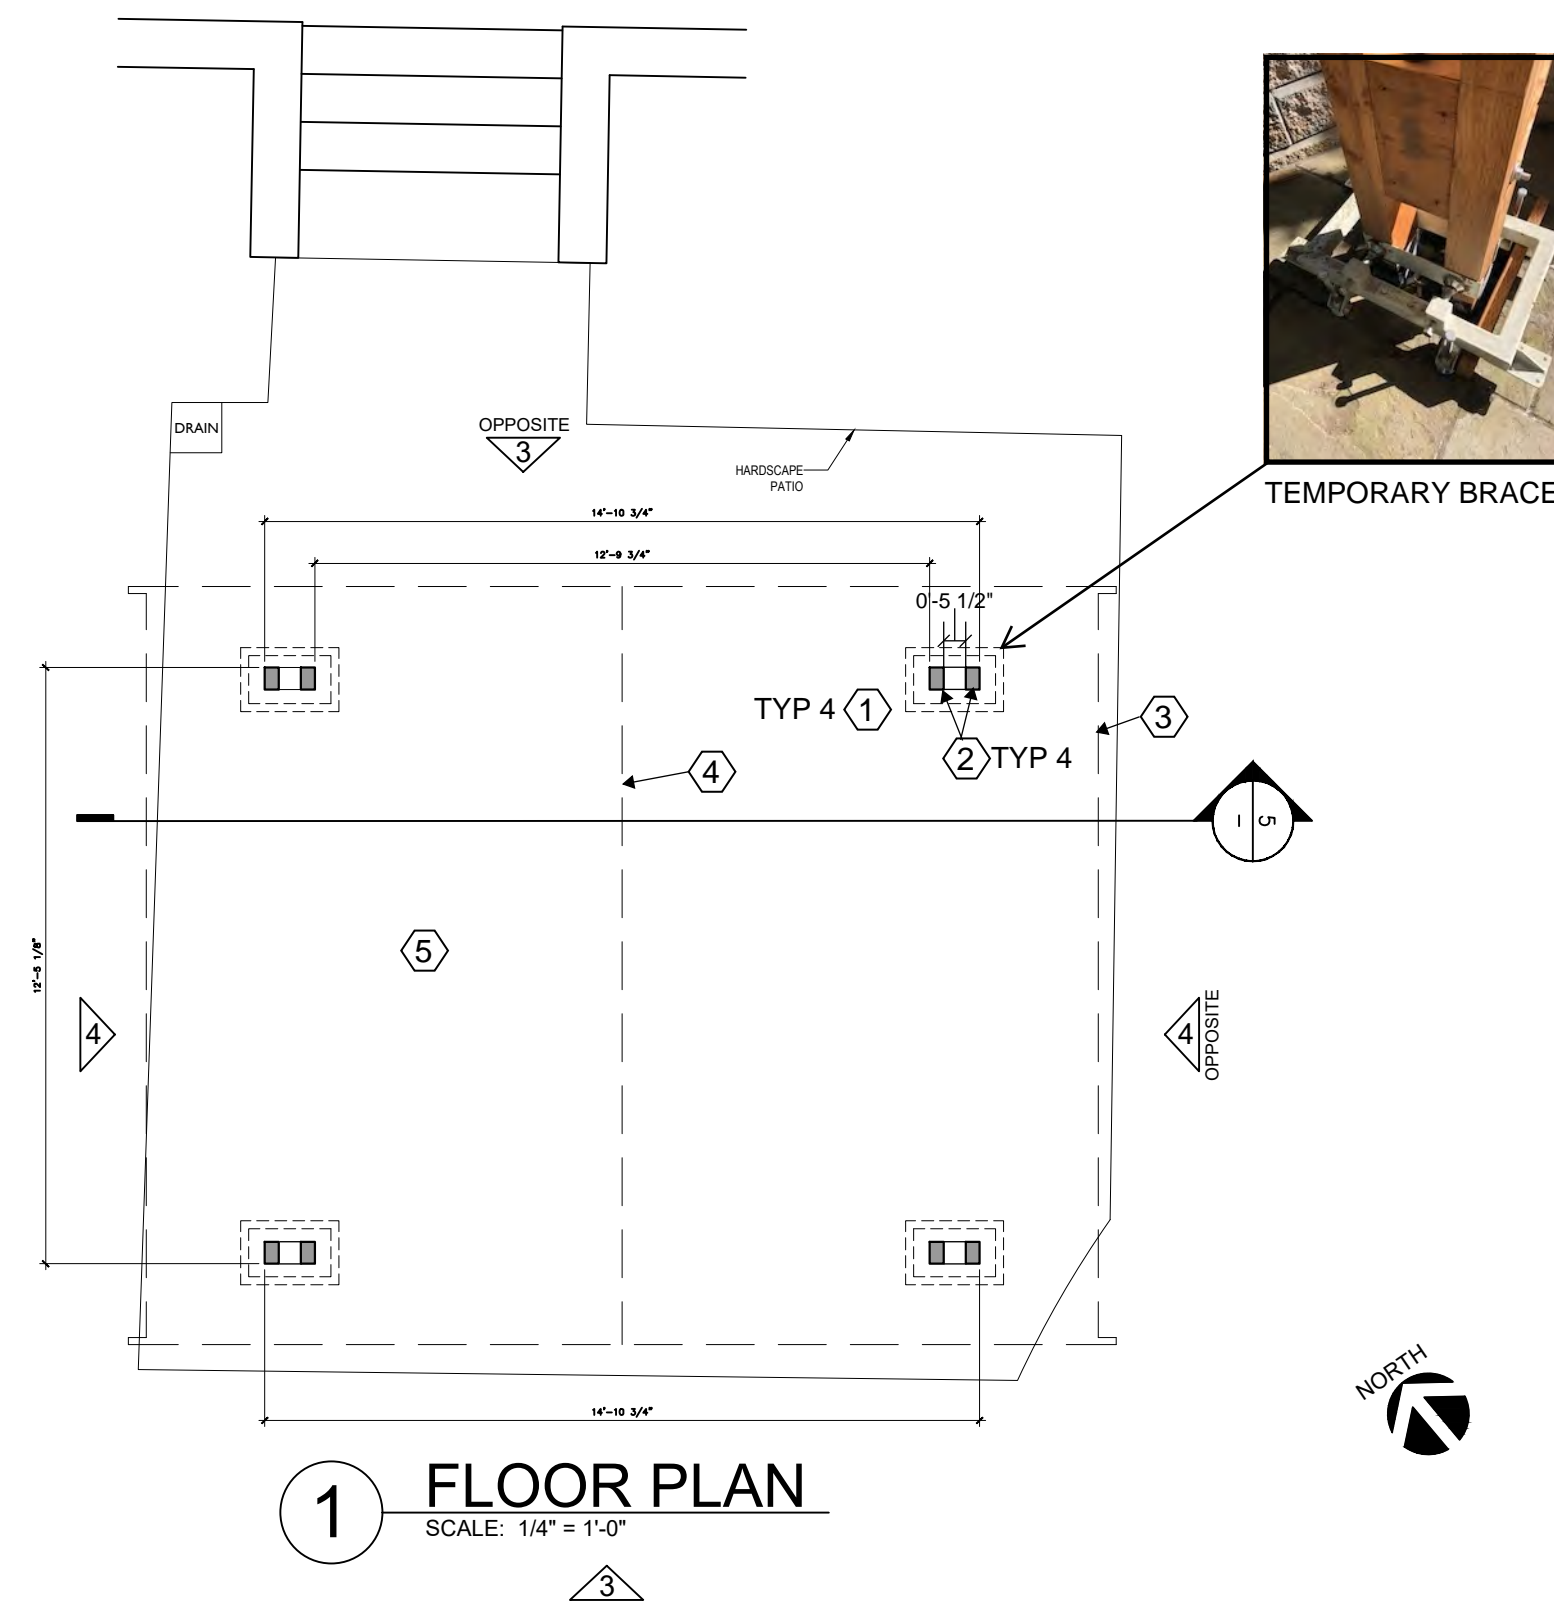 DRAIN
OPPOSITE
3
HARDSCAPE
PATIO
TEMPORARY BRACE
14'-10 3/4"
12'-9 3/4"
0'-5 1/2"
TYP 4 1
2 TYP 4
3
4
5
–
5
12'-5 1/8"
4
4
OPPOSITE
14'-10 3/4"
NORTH
1
FLOOR PLAN
SCALE: 1/4" = 1'-0"
3